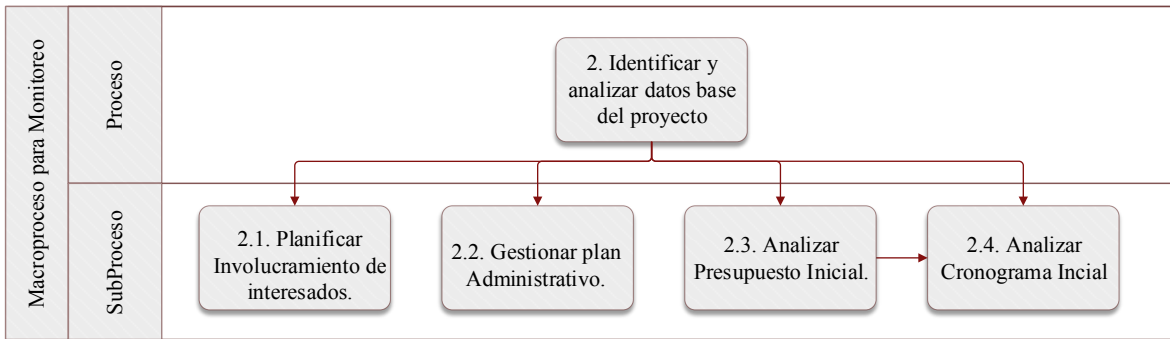 Macroproceso para Monitoreo
Proceso
2. Identificar y
analizar datos base
del proyecto
SubProceso
2.1. Planificar
Involucramiento de
interesados.
2.2. Gestionar plan
Administrativo.
2.3. Analizar
Presupuesto Inicial.
2.4. Analizar
Cronograma Incial